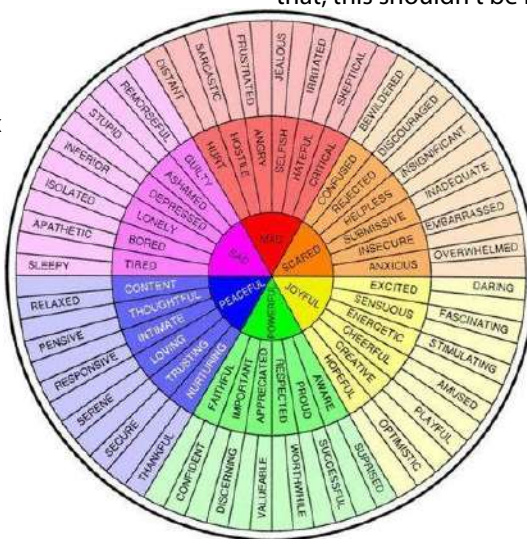 that, this shouldn't be
MAD
SCARED
JOYFUL
POWERFUL
PEACEFUL
SAD
HURT
HOSTILE
ANGRY
SELFISH
HATEFUL
CRITICAL
CONFUSED
REJECTED
HELPLESS
SUBMISSIVE
INSECURE
ANXIOUS
EXCITED
SENSUOUS
ENERGETIC
CHEERFUL
CREATIVE
HOPEFUL
AWARE
PROUD
RESPECTED
APPRECIATED
IMPORTANT
FAITHFUL
NURTURING
TRUSTING
LOVING
INTIMATE
THOUGHTFUL
CONTENT
TIRED
BORED
LONELY
DEPRESSED
ASHAMED
GUILTY
DISTANT
SARCASTIC
FRUSTRATED
JEALOUS
IRRITATED
SKEPTICAL
BEWILDERED
DISCOURAGED
INSIGNIFICANT
INADEQUATE
EMBARRASSED
OVERWHELMED
DARING
FASCINATING
STIMULATING
AMUSED
PLAYFUL
OPTIMISTIC
SUPRISED
SUCCESSFUL
WORTHWHILE
VALUEABLE
DISCERNING
CONFIDENT
THANKFUL
SECURE
SERENE
RESPONSIVE
PENSIVE
RELAXED
SLEEPY
APATHETIC
ISOLATED
INFERIOR
STUPID
REMORSEFUL